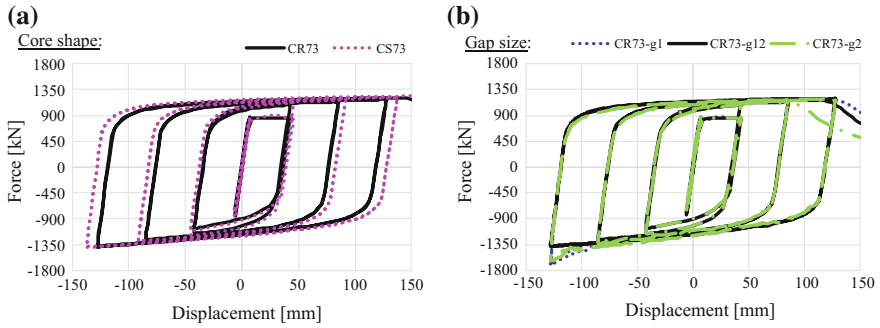 (a)
Core shape:
CR73 CS73
1800
1350
900
450
0
-450
-900
-1350
-1800
Force [kN]
-150 -100 -50 0 50 100 150
Displacement [mm]
(b)
Gap size:
CR73-g1 CR73-g12 CR73-g2
1800
1350
900
450
0
-450
-900
-1350
-1800
Force [kN]
-150 -100 -50 0 50 100 150
Displacement [mm]